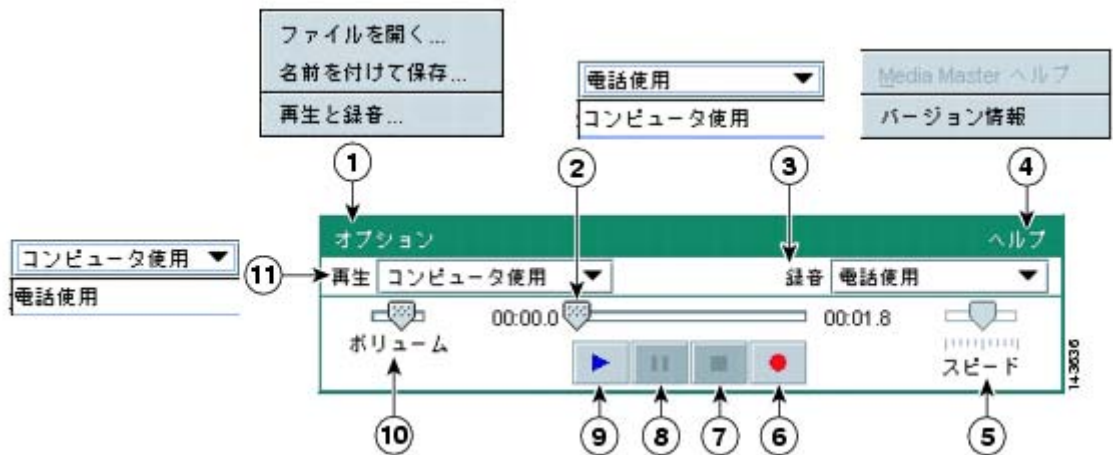 ファイルを開く...
名前を付けて保存...
再生と録音...
電話使用
コンピュータ使用
Media Master ヘルプ
バージョン情報
1
2
3
4
オプション
ヘルプ
コンピュータ使用
電話使用
11
再生 コンピュータ使用
録音 電話使用
00:00.0
00:01.8
ボリューム
スピード
143636
10
9
8
7
6
5